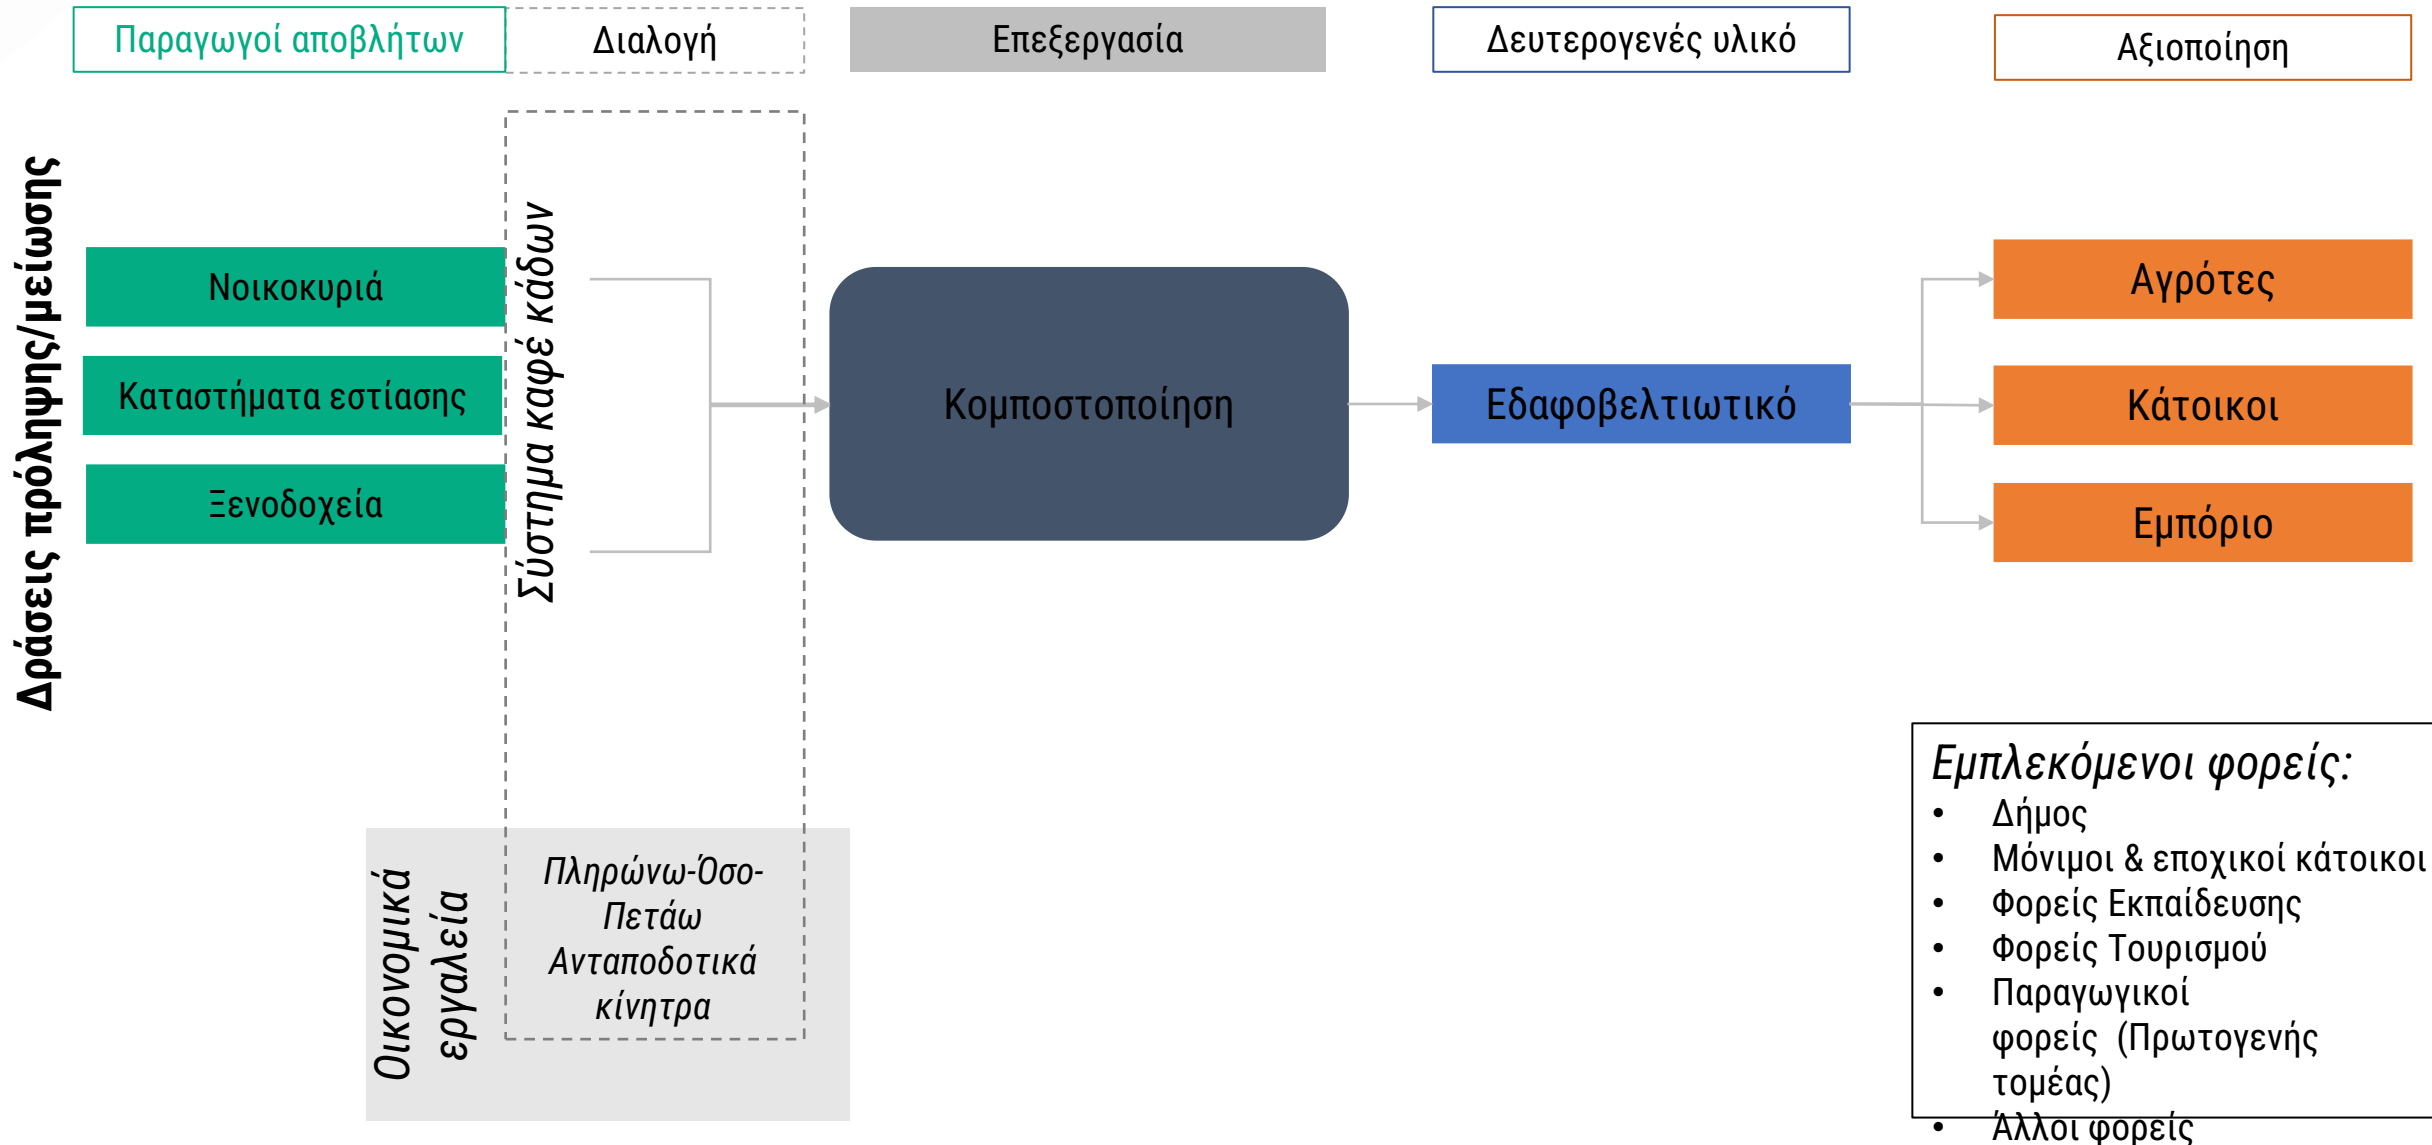 Παραγωγοί αποβλήτων
Διαλογή
Επεξεργασία
Δευτερογενές υλικό
Αξιοποίηση
Δράσεις πρόληψης/μείωσης
Νοικοκυριά
Καταστήματα εστίασης
Ξενοδοχεία
Σύστημα καφέ κάδων
Κομποστοποίηση
Εδαφοβελτιωτικό
Αγρότες
Κάτοικοι
Εμπόριο
Οικονομικά
εργαλεία
Πληρώνω-Όσο-
Πετάω
Ανταποδοτικά
κίνητρα
Εμπλεκόμενοι φορείς:
• Δήμος
• Μόνιμοι & εποχικοί κάτοικοι
• Φορείς Εκπαίδευσης
• Φορείς Τουρισμού
• Παραγωγικοί
φορείς (Πρωτογενής
τομέας)
• Άλλοι φορείς